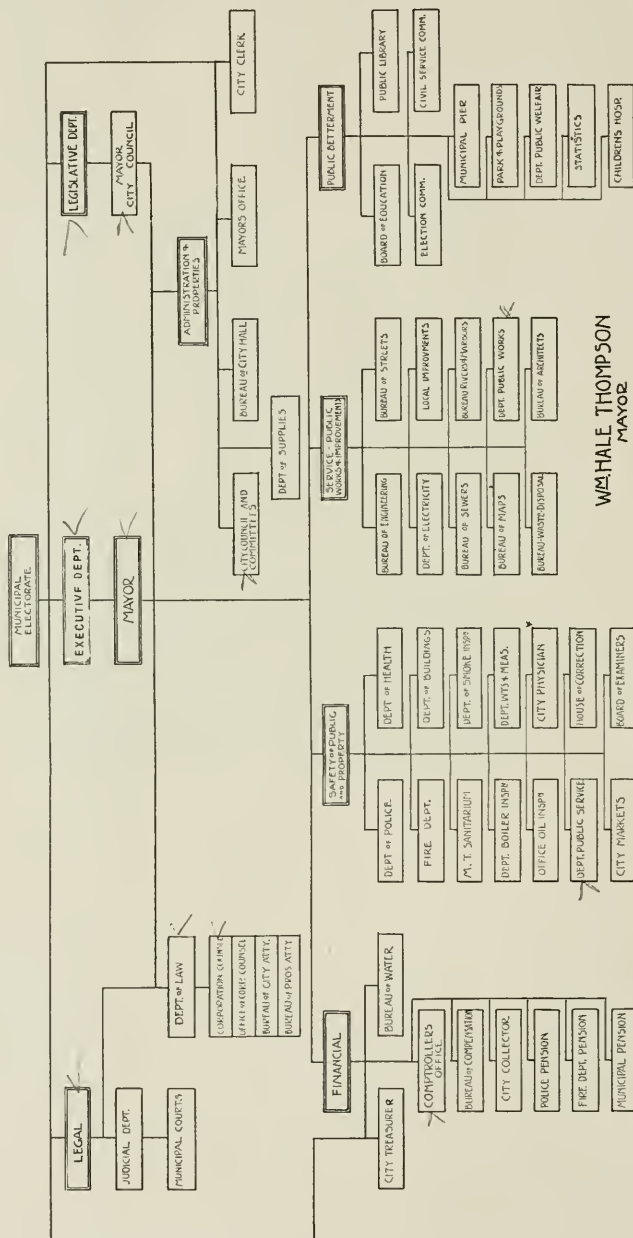 MUNICIPAL
ELECTORATE
EXECUTIVE DEPT.
MAYOR
LEGAL
JUDICIAL DEPT.
MUNICIPAL COURTS
DEPT. OF LAW
CORPORATION COUNSEL
OFFICE OF CORP. COUNSEL
BUREAU OF CITY ATTY.
BUREAU OF PROS ATTY
LEGISLATIVE DEPT.
MAYOR
CITY COUNCIL
ADMINISTRATION &
PROPERTIES
CITY COUNCIL AND
COMMITTEES
BUREAU OF CITY HALL
MAYORS OFFICE
CITY CLERK
DEPT OF SUPPLIES
FINANCIAL
CITY TREASURER
BUREAU OF WATER
COMPTROLLERS
OFFICE
BUREAU OF COMPENSATION
CITY COLLECTOR
POLICE PENSION
FIRE DEPT. PENSION
MUNICIPAL PENSION
SAFETY OF PUBLIC
AND PROPERTY
DEPT OF POLICE
DEPT OF HEALTH
FIRE DEPT.
DEPT. OF BUILDINGS
M. T. SANITARIUM
DEPT. OF SMOKE INSPN
DEPT. BOILER INSPN
DEPT. WTS & MEAS.
OFFICE OIL INSPN
CITY PHYSICIAN
DEPT. PUBLIC SERVICE
HOUSE OF CORRECTION
CITY MARKETS
BOARD OF EXAMINERS
SERVICE - PUBLIC
WORKS & IMPROVEMENTS
BUREAU OF ENGINEERING
BUREAU OF STREETS
DEPT. OF ELECTRICITY
LOCAL IMPROVMENTS
BUREAU OF SEWERS
BUREAU RIVERS & HARBOURS
BUREAU OF MAPS
DEPT. PUBLIC WORKS
BUREAU-WASTE-DISPOSAL
BUREAU OF ARCHITECTS
PUBLIC BETTERMENT
BOARD OF EDUCATION
PUBLIC LIBRARY
ELECTION COMM.
CIVIL SERVICE COMM.
MUNICIPAL PIER
PARK & PLAYGROUNDS
DEPT. PUBLIC WELFAIR
STATISTICS
CHILDRENS HOSP.
WM. HALE THOMPSON
MAYOR